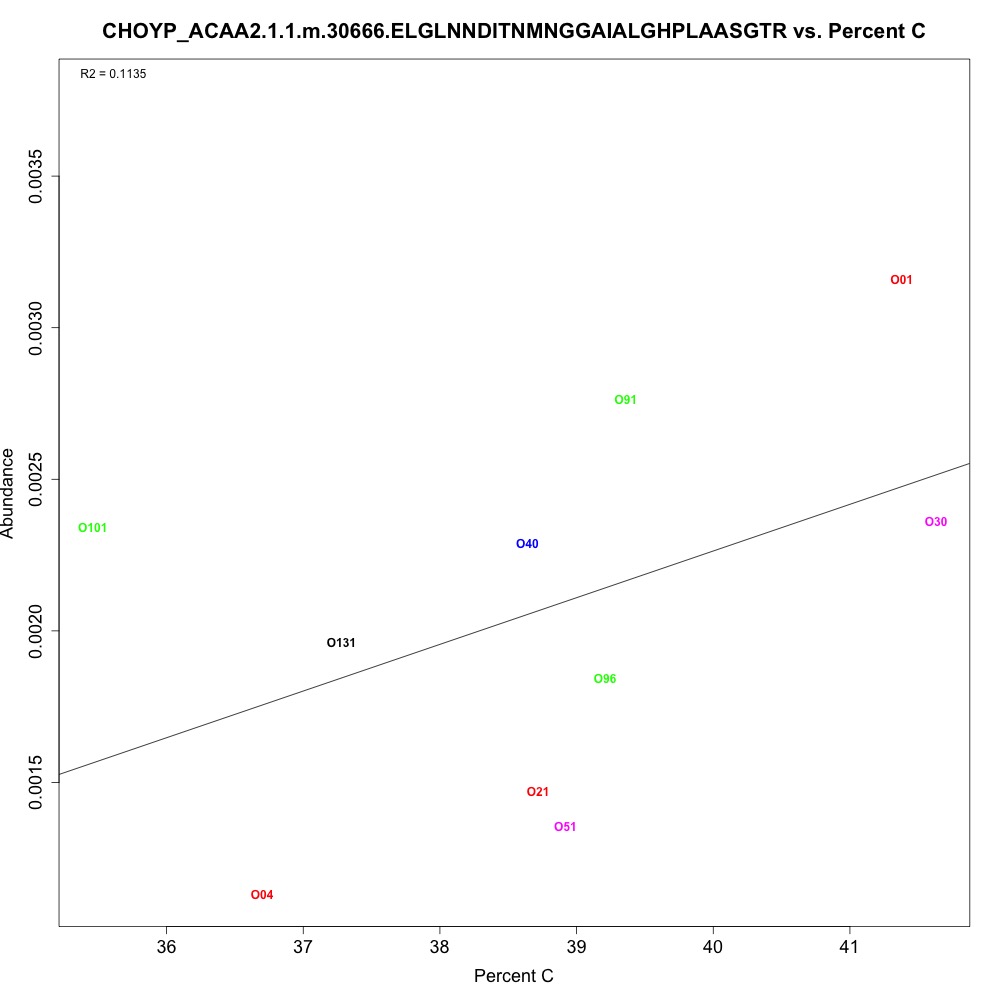 CHOYP_ACAA2.1.1.m.30666.ELGLNNDITNMNGGAIALGHPLAASGTR vs. Percent C
R2 = 0.1135
0.0035
O01
0.0030
O91
0.0025
Abundance
O101
O30
O40
0.0020
O131
O96
0.0015
O21
O51
O04
36 37 38 39 40 41
Percent C